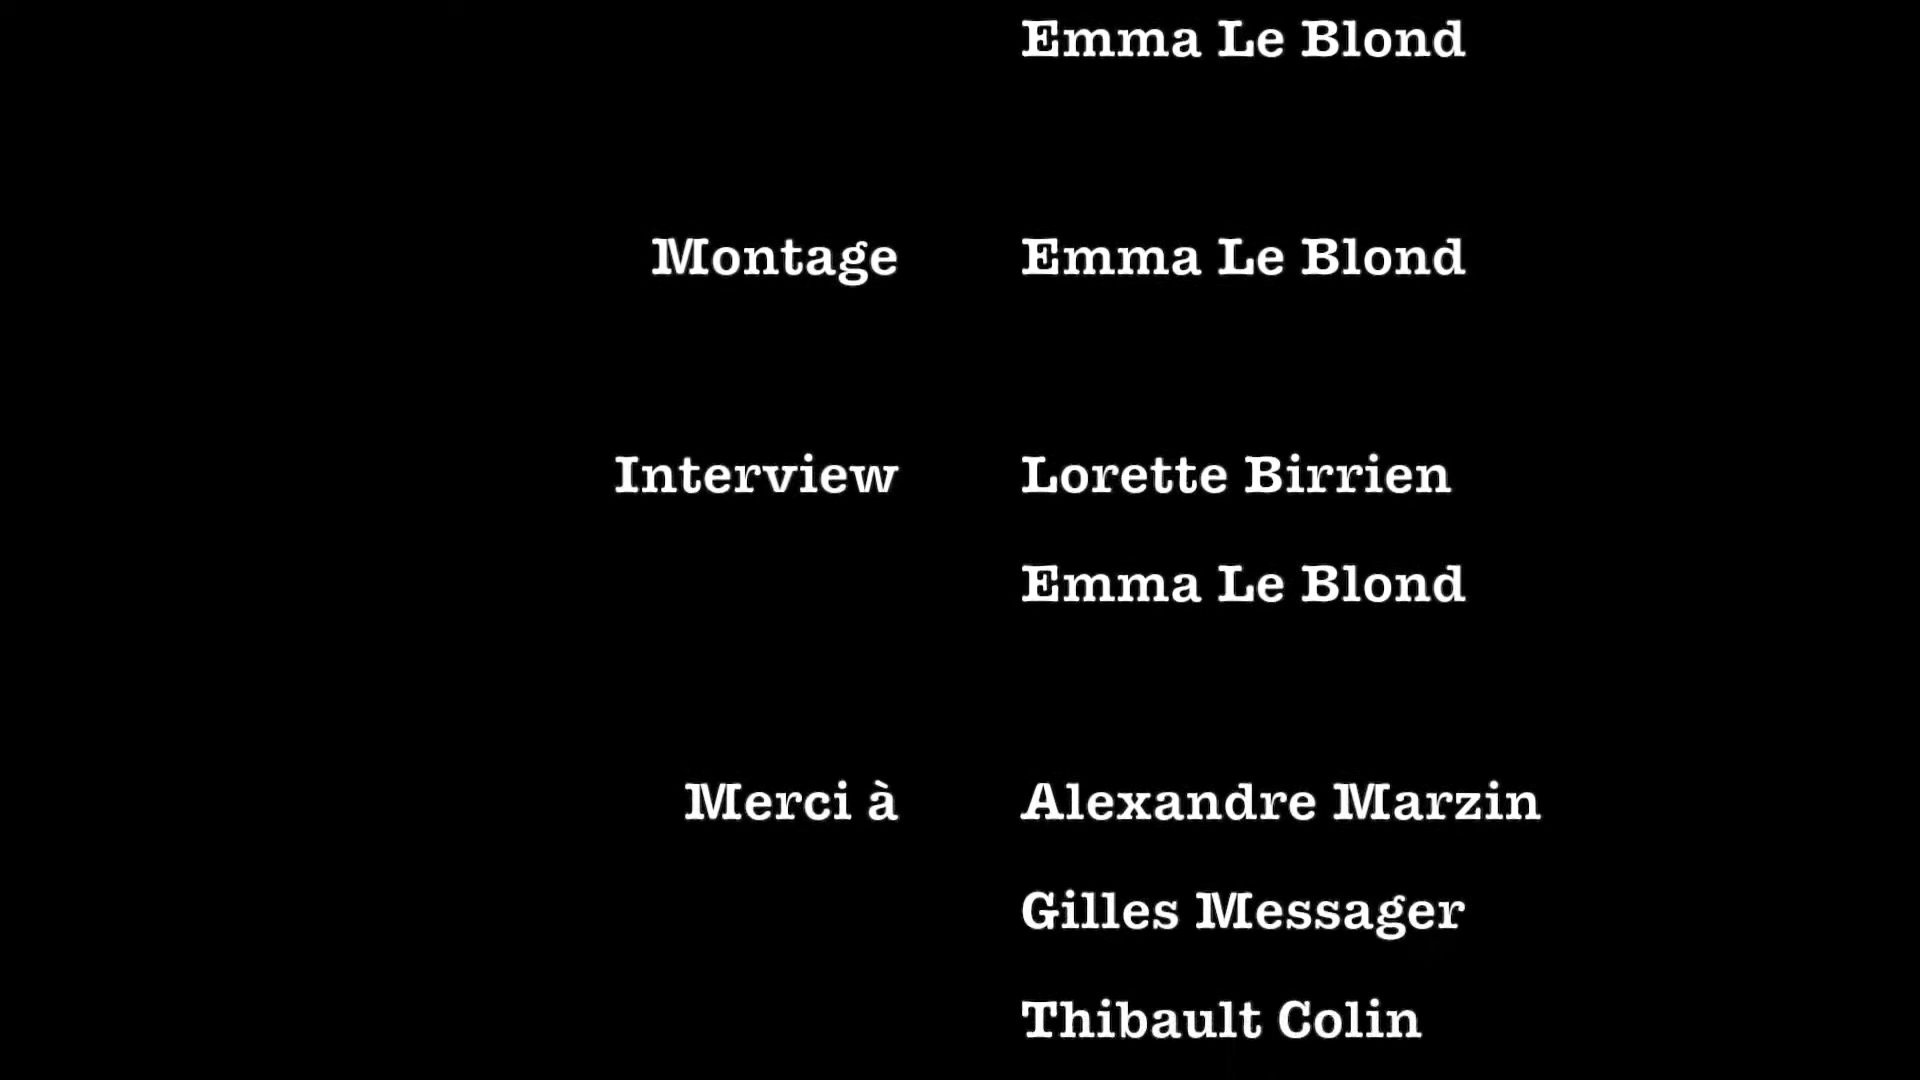 Emma Le Blond
Montage Emma Le Blond
Interview Lorette Birrien
Emma Le Blond
Merci à Alexandre Marzin
Gilles Messager
Thibault Colin